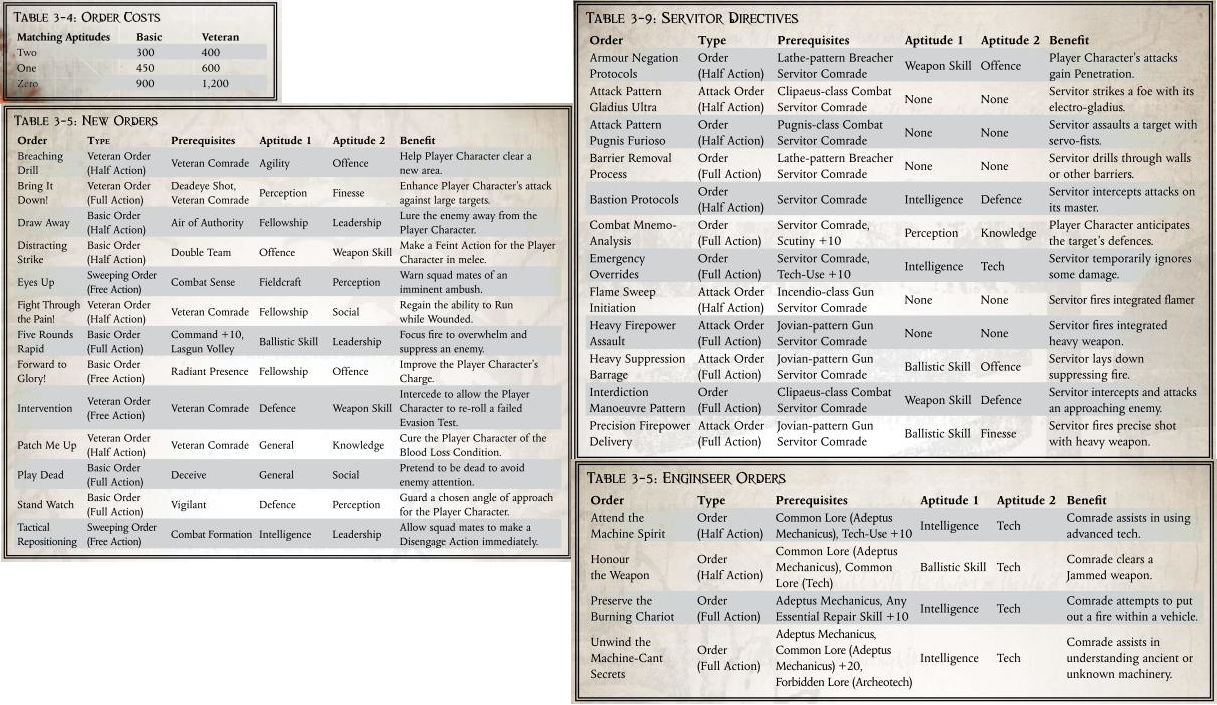 TABLE 3-4: ORDER COSTS
Matching Aptitudes Basic Veteran
Two 300 400
One 450 600
Zero 900 1,200
TABLE 3-5: NEW ORDERS
Order TYPE Prerequisites Aptitude 1 Aptitude 2 Benefit
Breaching Drill Veteran Order (Half Action) Veteran Comrade Agility Offence Help Player Character clear a new area.
Bring It Down! Veteran Order (Full Action) Deadeye Shot, Veteran Comrade Perception Finesse Enhance Player Character's attack against large targets.
Draw Away Basic Order (Half Action) Air of Authority Fellowship Leadership Lure the enemy away from the Player Character.
Distracting Strike Basic Order (Half Action) Double Team Offence Weapon Skill Make a Feint Action for the Player Character in melee.
Eyes Up Sweeping Order (Free Action) Combat Sense Fieldcraft Perception Warn squad mates of an imminent ambush.
Fight Through the Pain! Veteran Order (Half Action) Veteran Comrade Fellowship Social Regain the ability to Run while Wounded.
Five Rounds Rapid Basic Order (Full Action) Command +10, Lasgun Volley Ballistic Skill Leadership Focus fire to overwhelm and suppress an enemy.
Forward to Glory! Basic Order (Free Action) Radiant Presence Fellowship Offence Improve the Player Character's Charge.
Intervention Veteran Order (Free Action) Veteran Comrade Defence Weapon Skill Intercede to allow the Player Character to re-roll a failed Evasion Test.
Patch Me Up Veteran Order (Half Action) Veteran Comrade General Knowledge Cure the Player Character of the Blood Loss Condition.
Play Dead Basic Order (Full Action) Deceive General Social Pretend to be dead to avoid enemy attention.
Stand Watch Basic Order (Full Action) Vigilant Defence Perception Guard a chosen angle of approach for the Player Character.
Tactical Repositioning Sweeping Order (Free Action) Combat Formation Intelligence Leadership Allow squad mates to make a Disengage Action immediately.
TABLE 3-9: SERVITOR DIRECTIVES
Order Type Prerequisites Aptitude 1 Aptitude 2 Benefit
Armour Negation Protocols Order (Half Action) Lathe-pattern Breacher Servitor Comrade Weapon Skill Offence Player Character's attacks gain Penetration.
Attack Pattern Gladius Ultra Attack Order (Half Action) Clipaeus-class Combat Servitor Comrade None None Servitor strikes a foe with its electro-gladius.
Attack Pattern Pugnis Furioso Attack Order (Half Action) Pugnis-class Combat Servitor Comrade None None Servitor assaults a target with servo-fists.
Barrier Removal Process Order (Full Action) Lathe-pattern Breacher Servitor Comrade None None Servitor drills through walls or other barriers.
Bastion Protocols Order (Half Action) Servitor Comrade Intelligence Defence Servitor intercepts attacks on its master.
Combat Mnemo-Analysis Order (Full Action) Servitor Comrade, Scutiny +10 Perception Knowledge Player Character anticipates the target's defences.
Emergency Overrides Order (Full Action) Servitor Comrade, Tech-Use +10 Intelligence Tech Servitor temporarily ignores some damage.
Flame Sweep Initiation Attack Order (Half Action) Incendio-class Gun Servitor Comrade None None Servitor fires integrated flamer
Heavy Firepower Assault Attack Order (Full Action) Jovian-pattern Gun Servitor Comrade None None Servitor fires integrated heavy weapon.
Heavy Suppression Barrage Attack Order (Full Action) Jovian-pattern Gun Servitor Comrade Ballistic Skill Offence Servitor lays down suppressing fire.
Interdiction Manoeuvre Pattern Order (Full Action) Clipaeus-class Combat Servitor Comrade Weapon Skill Defence Servitor intercepts and attacks an approaching enemy.
Precision Firepower Delivery Attack Order (Full Action) Jovian-pattern Gun Servitor Comrade Ballistic Skill Finesse Servitor fires precise shot with heavy weapon.
TABLE 3-5: ENGINSEER ORDERS
Order Type Prerequisites Aptitude 1 Aptitude 2 Benefit
Attend the Machine Spirit Order (Half Action) Common Lore (Adeptus Mechanicus), Tech-Use +10 Intelligence Tech Comrade assists in using advanced tech.
Honour the Weapon Order (Half Action) Common Lore (Adeptus Mechanicus), Common Lore (Tech) Ballistic Skill Tech Comrade clears a Jammed weapon.
Preserve the Burning Chariot Order (Full Action) Adeptus Mechanicus, Any Essential Repair Skill +10 Intelligence Tech Comrade attempts to put out a fire within a vehicle.
Unwind the Machine-Cant Secrets Order (Full Action) Adeptus Mechanicus, Common Lore (Adeptus Mechanicus) +20, Forbidden Lore (Archeotech) Intelligence Tech Comrade assists in understanding ancient or unknown machinery.